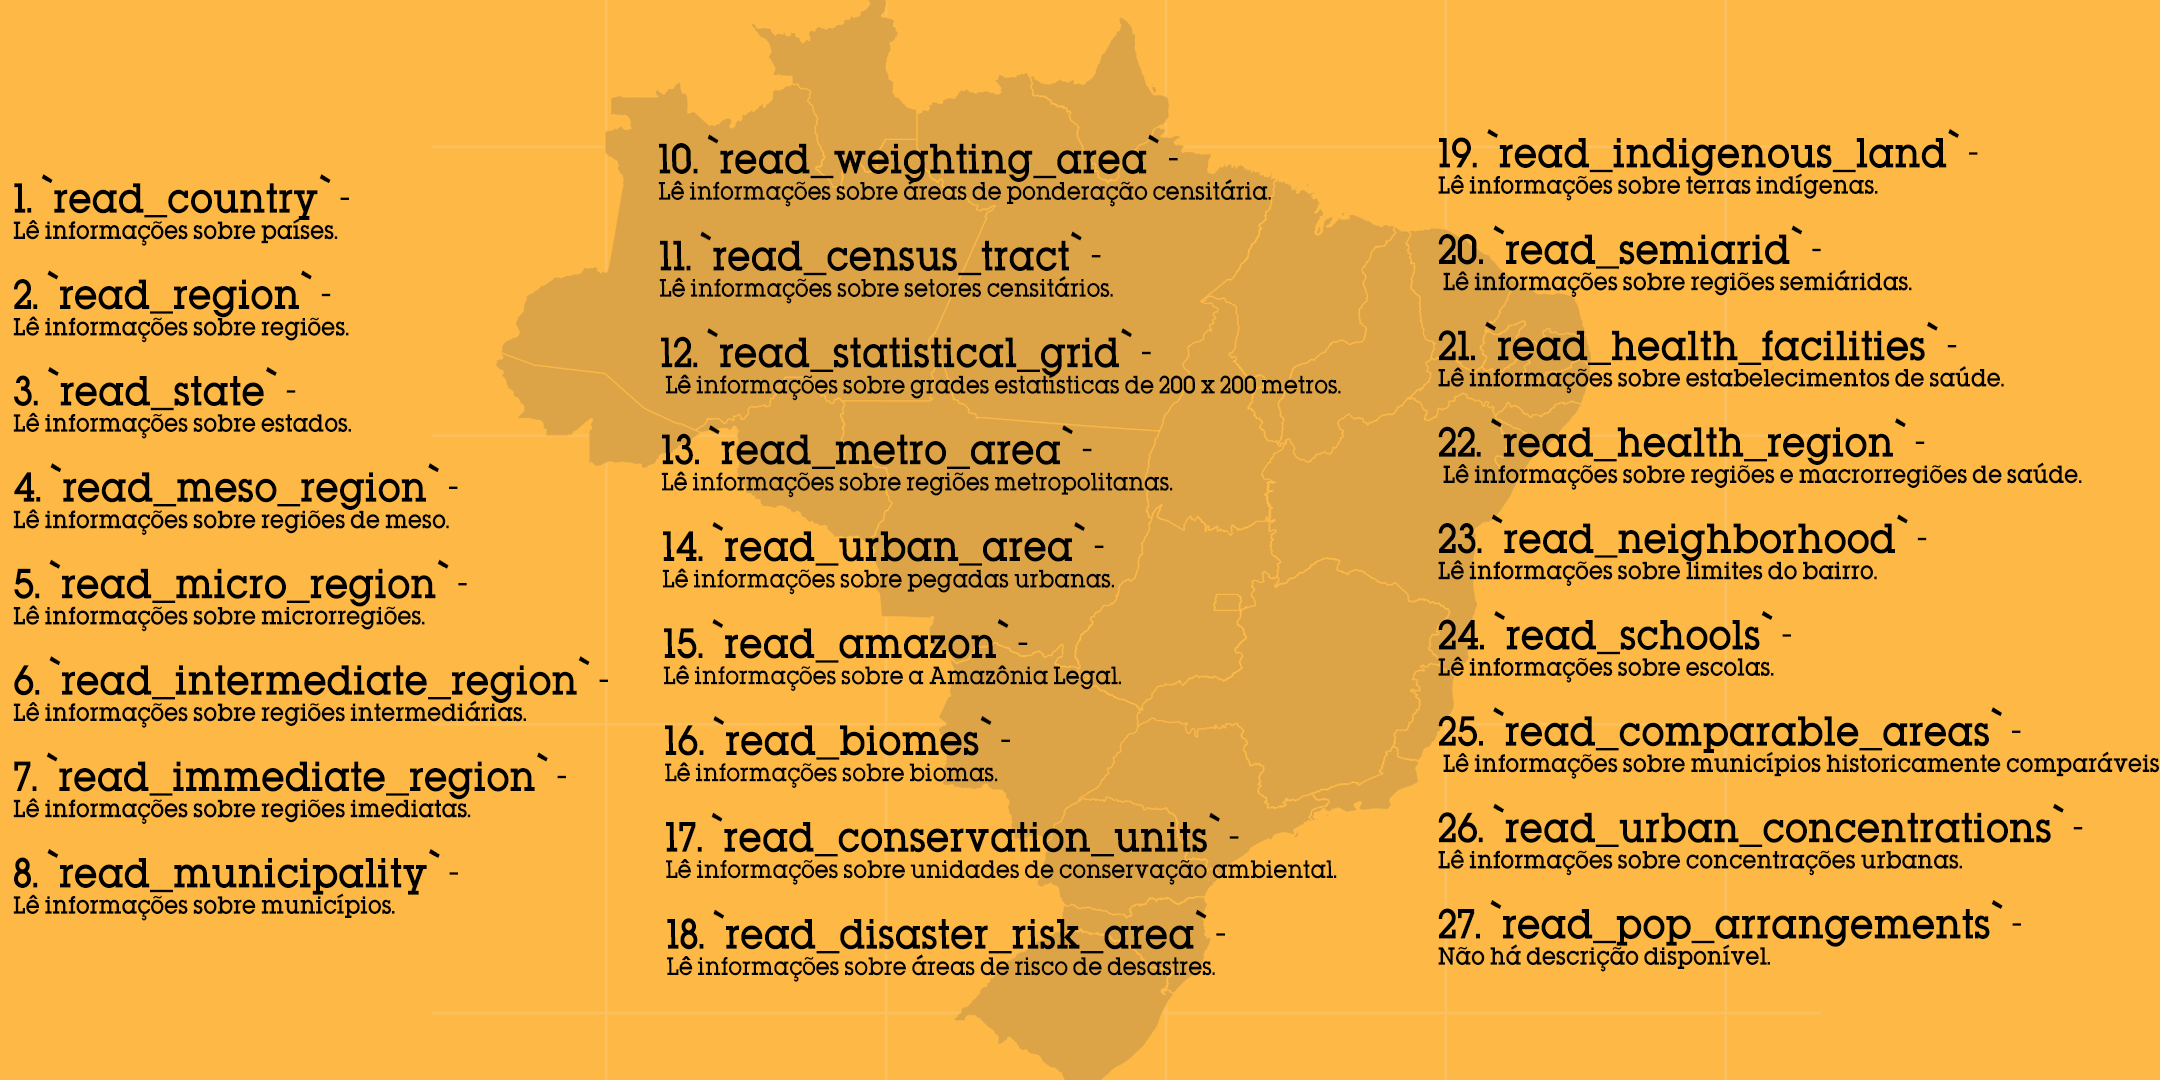 1. `read_country` -
Lê informações sobre países.
2. `read_region` -
Lê informações sobre regiões.
3. `read_state` -
Lê informações sobre estados.
4. `read_meso_region` -
Lê informações sobre regiões de meso.
5. `read_micro_region` -
Lê informações sobre microrregiões.
6. `read_intermediate_region` -
Lê informações sobre regiões intermediárias.
7. `read_immediate_region` -
Lê informações sobre regiões imediatas.
8. `read_municipality` -
Lê informações sobre municípios.
10. `read_weighting_area` -
Lê informações sobre áreas de ponderação censitária.
11. `read_census_tract` -
Lê informações sobre setores censitários.
12. `read_statistical_grid` -
Lê informações sobre grades estatísticas de 200 x 200 metros.
13. `read_metro_area` -
Lê informações sobre regiões metropolitanas.
14. `read_urban_area` -
Lê informações sobre pegadas urbanas.
15. `read_amazon` -
Lê informações sobre a Amazônia Legal.
16. `read_biomes` -
Lê informações sobre biomas.
17. `read_conservation_units` -
Lê informações sobre unidades de conservação ambiental.
18. `read_disaster_risk_area` -
Lê informações sobre áreas de risco de desastres.
19. `read_indigenous_land` -
Lê informações sobre terras indígenas.
20. `read_semiarid` -
Lê informações sobre regiões semiáridas.
21. `read_health_facilities` -
Lê informações sobre estabelecimentos de saúde.
22. `read_health_region` -
Lê informações sobre regiões e macrorregiões de saúde.
23. `read_neighborhood` -
Lê informações sobre limites do bairro.
24. `read_schools` -
Lê informações sobre escolas.
25. `read_comparable_areas` -
Lê informações sobre municípios historicamente comparáveis
26. `read_urban_concentrations` -
Lê informações sobre concentrações urbanas.
27. `read_pop_arrangements` -
Não há descrição disponível.